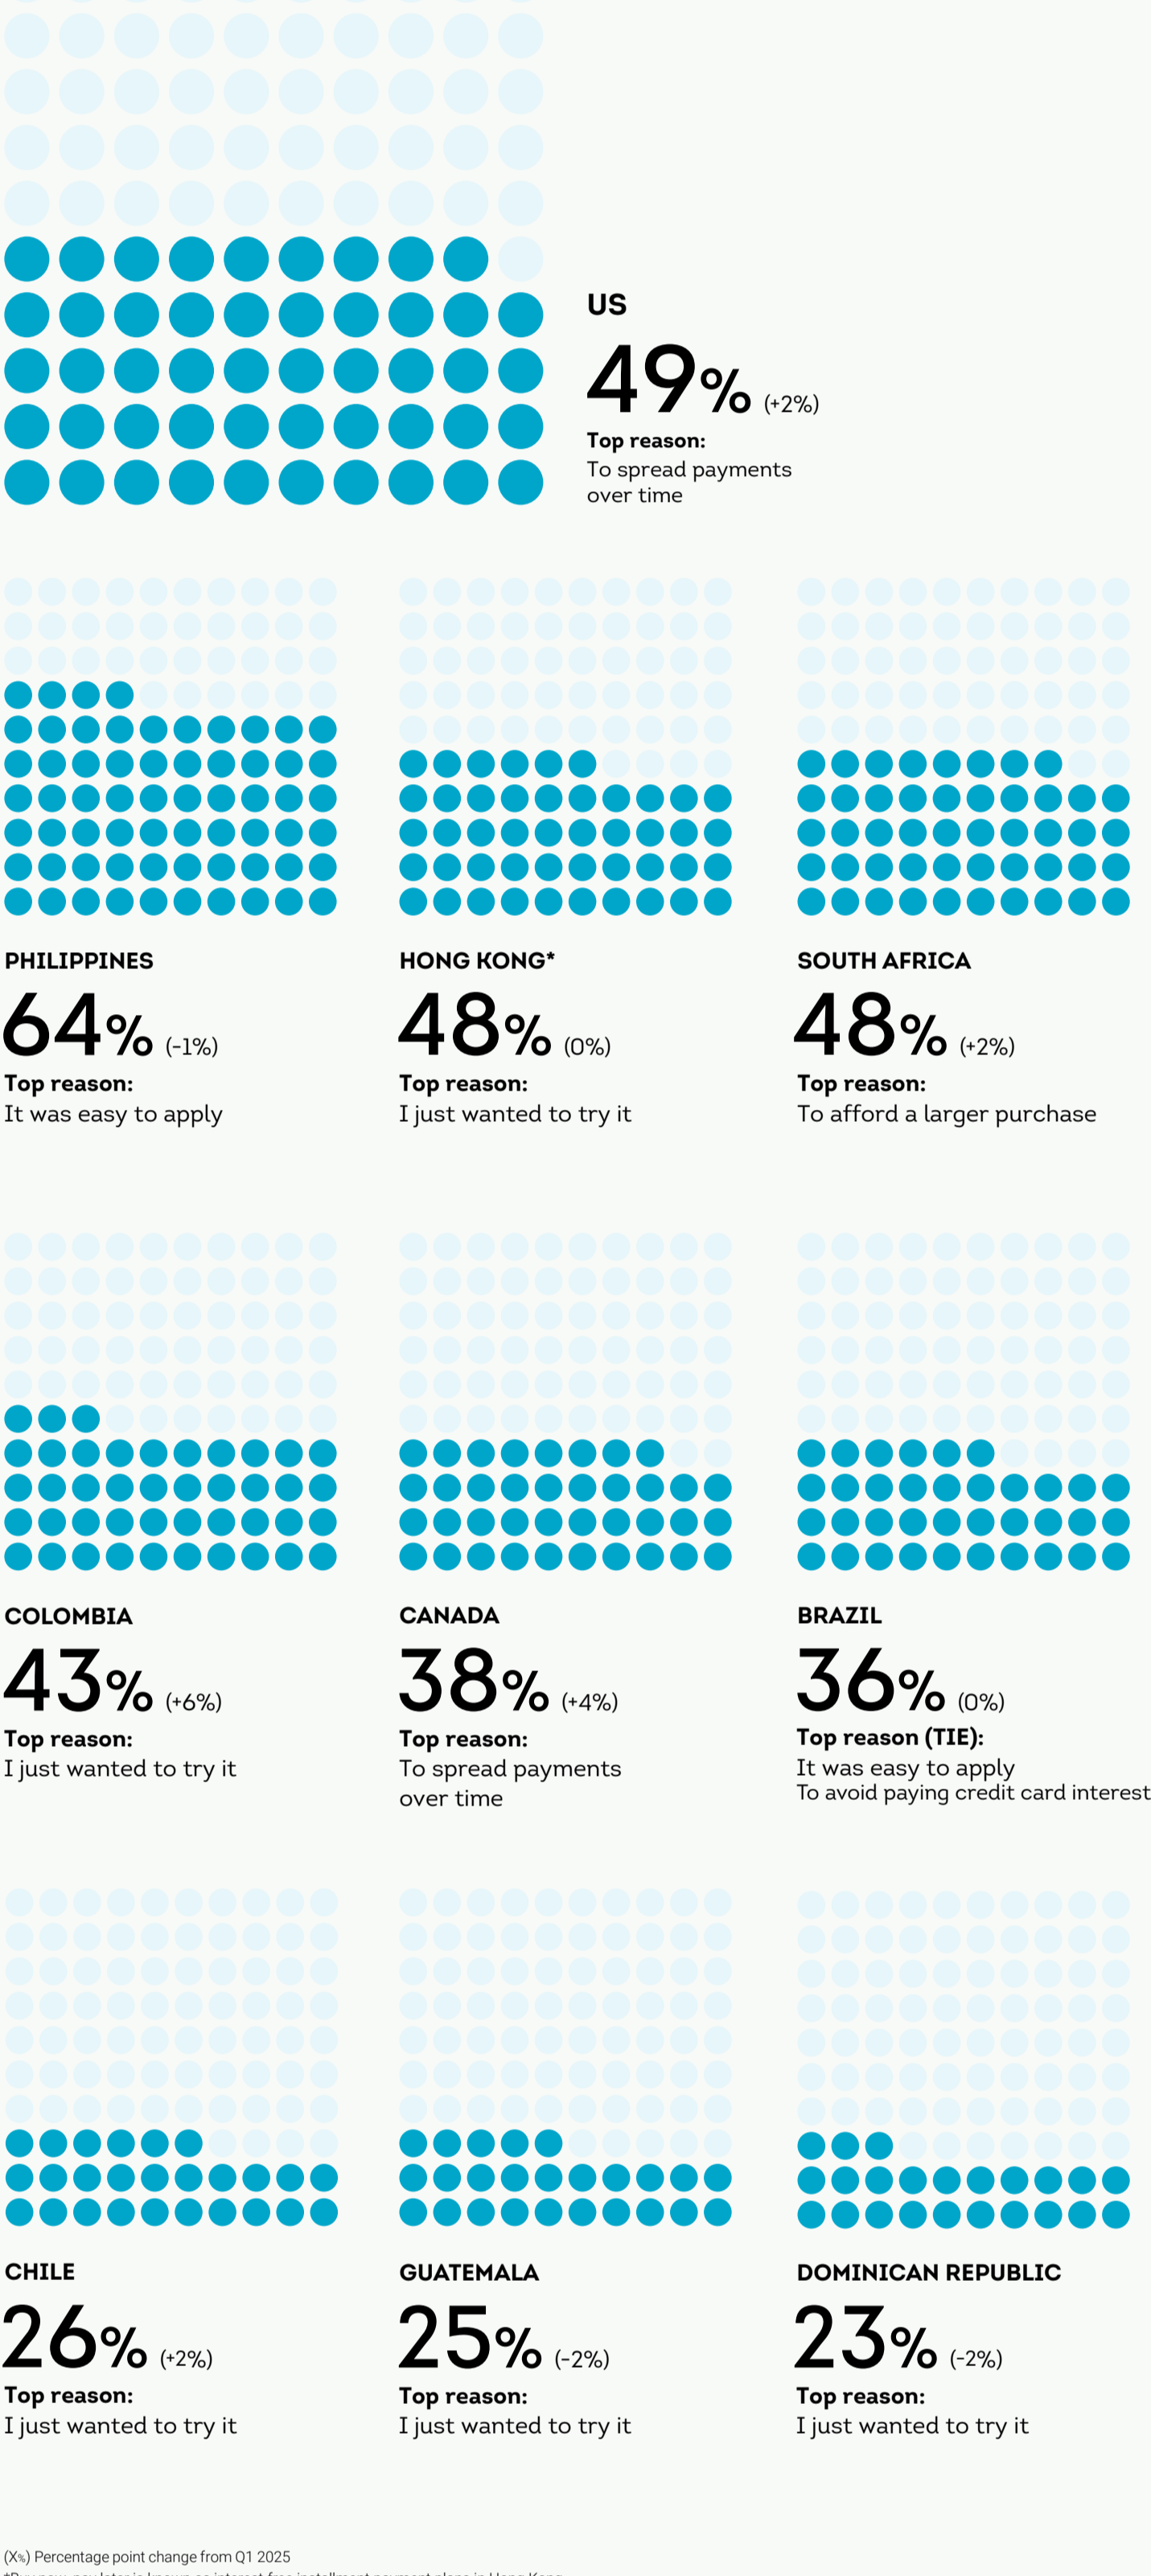 US
49% (+2%)
Top reason:
To spread payments
over time
PHILIPPINES
64% (-1%)
Top reason:
It was easy to apply
HONG KONG*
48% (0%)
Top reason:
I just wanted to try it
SOUTH AFRICA
48% (+2%)
Top reason:
To afford a larger purchase
COLOMBIA
43% (+6%)
Top reason:
I just wanted to try it
CANADA
38% (+4%)
Top reason:
To spread payments
over time
BRAZIL
36% (0%)
Top reason (TIE):
It was easy to apply
To avoid paying credit card interest
CHILE
26% (+2%)
Top reason:
I just wanted to try it
GUATEMALA
25% (-2%)
Top reason:
I just wanted to try it
DOMINICAN REPUBLIC
23% (-2%)
Top reason:
I just wanted to try it
(X%) Percentage point change from Q1 2025